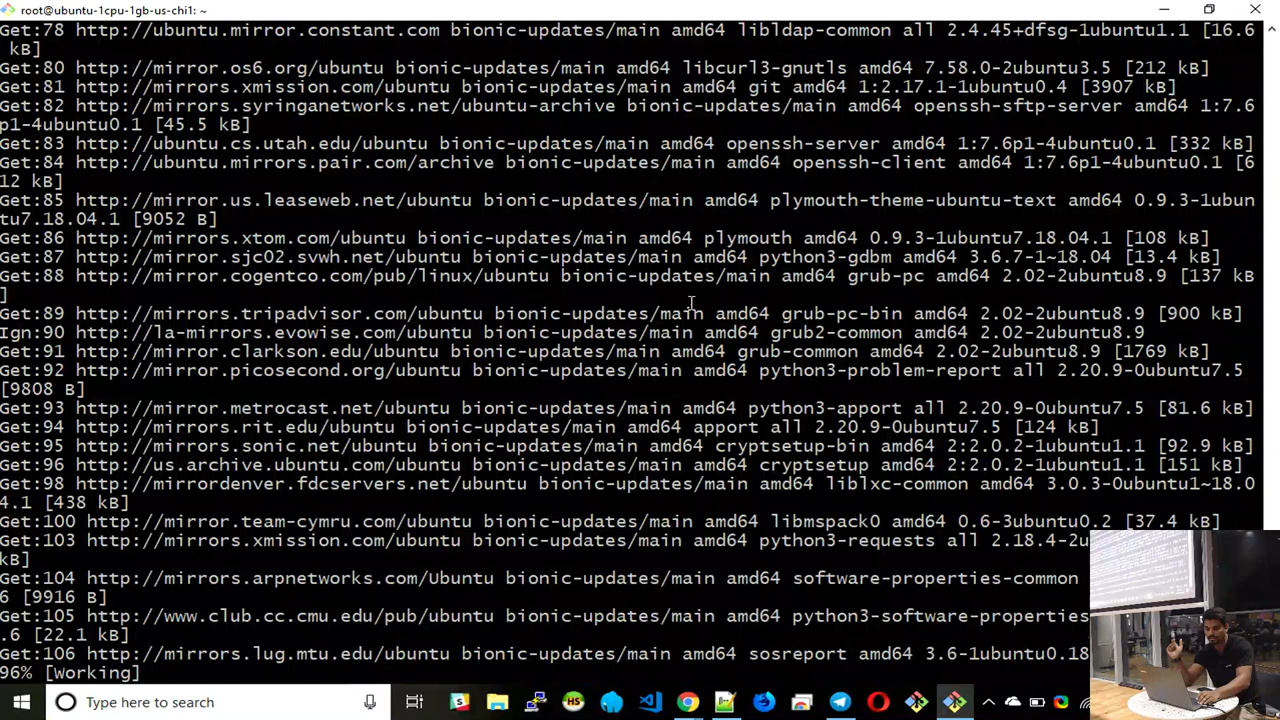 root@ubuntu-1cpu-1gb-us-chi1: ~
Get:78 http://ubuntu.mirror.constant.com bionic-updates/main amd64 libldap-common all 2.4.45+dfsg-1ubuntu1.1 [16.6
 kB]
Get:80 http://mirror.os6.org/ubuntu bionic-updates/main amd64 libcurl3-gnutls amd64 7.58.0-2ubuntu3.5 [212 kB]
Get:81 http://mirrors.xmission.com/ubuntu bionic-updates/main amd64 git amd64 1:2.17.1-1ubuntu0.4 [3907 kB]
Get:82 http://mirrors.syringanetworks.net/ubuntu-archive bionic-updates/main amd64 openssh-sftp-server amd64 1:7.6
p1-4ubuntu0.1 [45.5 kB]
Get:83 http://ubuntu.cs.utah.edu/ubuntu bionic-updates/main amd64 openssh-server amd64 1:7.6p1-4ubuntu0.1 [332 kB]
Get:84 http://ubuntu.mirrors.pair.com/archive bionic-updates/main amd64 openssh-client amd64 1:7.6p1-4ubuntu0.1 [6
12 kB]
Get:85 http://mirror.us.leaseweb.net/ubuntu bionic-updates/main amd64 plymouth-theme-ubuntu-text amd64 0.9.3-1ubun
tu7.18.04.1 [9052 B]
Get:86 http://mirrors.xtom.com/ubuntu bionic-updates/main amd64 plymouth amd64 0.9.3-1ubuntu7.18.04.1 [108 kB]
Get:87 http://mirror.sjc02.svwh.net/ubuntu bionic-updates/main amd64 python3-gdbm amd64 3.6.7-1~18.04 [13.4 kB]
Get:88 http://mirror.cogentco.com/pub/linux/ubuntu bionic-updates/main amd64 grub-pc amd64 2.02-2ubuntu8.9 [137 kB
]
Get:89 http://mirrors.tripadvisor.com/ubuntu bionic-updates/main amd64 grub-pc-bin amd64 2.02-2ubuntu8.9 [900 kB]
Ign:90 http://la-mirrors.evowise.com/ubuntu bionic-updates/main amd64 grub2-common amd64 2.02-2ubuntu8.9
Get:91 http://mirror.clarkson.edu/ubuntu bionic-updates/main amd64 grub-common amd64 2.02-2ubuntu8.9 [1769 kB]
Get:92 http://mirror.picosecond.org/ubuntu bionic-updates/main amd64 python3-problem-report all 2.20.9-0ubuntu7.5
[9808 B]
Get:93 http://mirror.metrocast.net/ubuntu bionic-updates/main amd64 python3-apport all 2.20.9-0ubuntu7.5 [81.6 kB]
Get:94 http://mirrors.rit.edu/ubuntu bionic-updates/main amd64 apport all 2.20.9-0ubuntu7.5 [124 kB]
Get:95 http://mirrors.sonic.net/ubuntu bionic-updates/main amd64 cryptsetup-bin amd64 2:2.0.2-1ubuntu1.1 [92.9 kB]
Get:96 http://us.archive.ubuntu.com/ubuntu bionic-updates/main amd64 cryptsetup amd64 2:2.0.2-1ubuntu1.1 [151 kB]
Get:98 http://mirrordenver.fdcservers.net/ubuntu bionic-updates/main amd64 liblxc-common amd64 3.0.3-0ubuntu1~18.0
4.1 [438 kB]
Get:100 http://mirror.team-cymru.com/ubuntu bionic-updates/main amd64 libmspack0 amd64 0.6-3ubuntu0.2 [37.4 kB]
Get:103 http://mirrors.xmission.com/ubuntu bionic-updates/main amd64 python3-requests all 2.18.4-2u
kB]
Get:104 http://mirrors.arpnetworks.com/Ubuntu bionic-updates/main amd64 software-properties-common
6 [9916 B]
Get:105 http://www.club.cc.cmu.edu/pub/ubuntu bionic-updates/main amd64 python3-software-properties
.6 [22.1 kB]
Get:106 http://mirrors.lug.mtu.edu/ubuntu bionic-updates/main amd64 sosreport amd64 3.6-1ubuntu0.18
96% [Working]
Type here to search